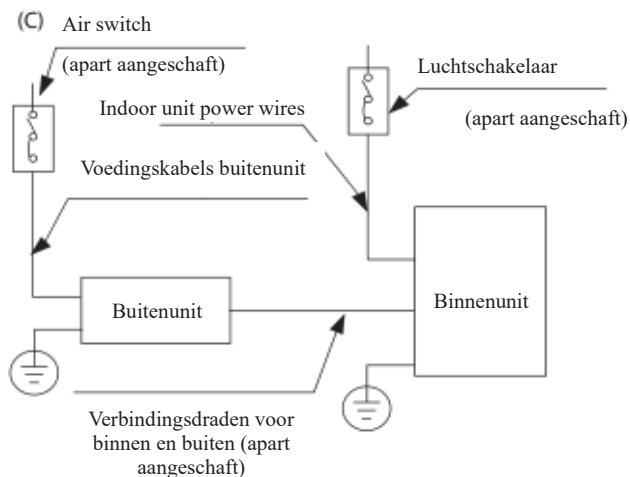 (C)
Air switch
(apart aangeschaft)
Luchtschakelaar
(apart aangeschaft)
Indoor unit power wires
Voedingskabels buitenunit
Buitenunit
Binnenunit
Verbindingsdraden voor
binnen en buiten (apart
aangeschaft)